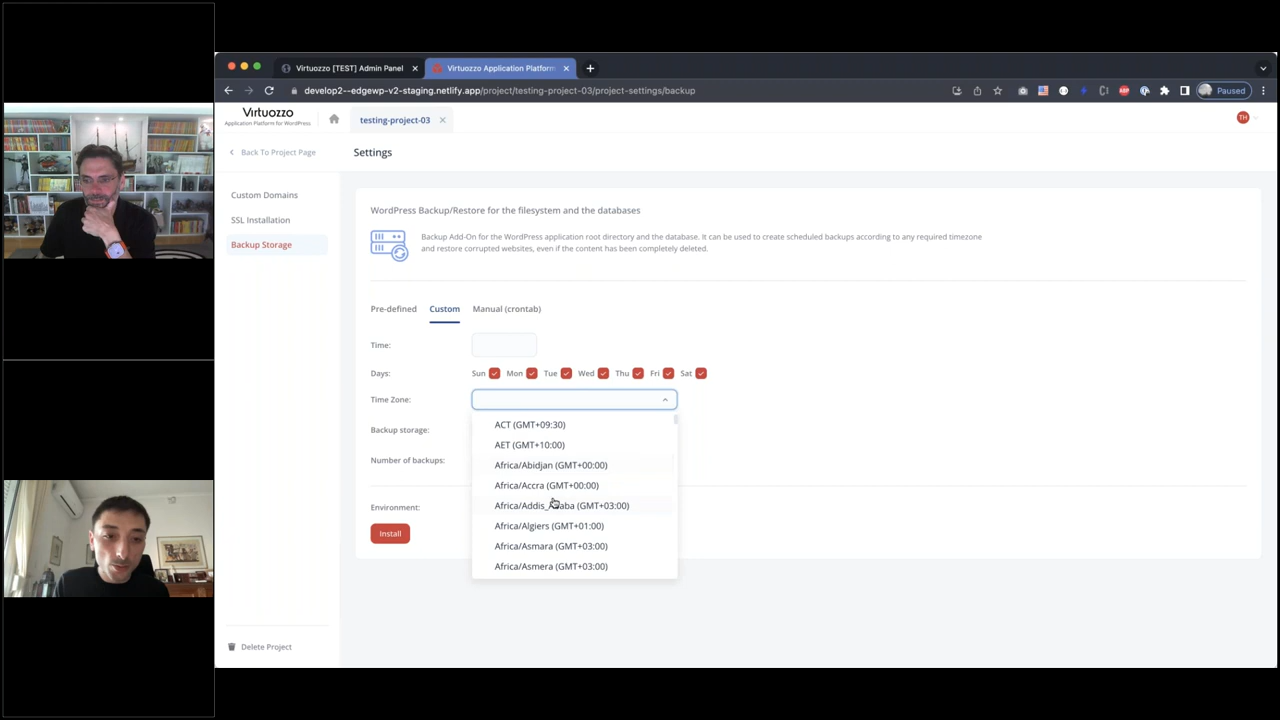 Virtuozzo [TEST] Admin Panel
Virtuozzo Application Platform
develop2--edgewp-v2-staging.netlify.app/project/testing-project-03/project-settings/backup
Paused
Virtuozzo
Application Platform for WordPress
testing-project-03
TH
Back To Project Page
Settings
Custom Domains
SSL Installation
Backup Storage
WordPress Backup/Restore for the filesystem and the databases
Backup Add-On for the WordPress application root directory and the database. It can be used to create scheduled backups according to any required timezone
and restore corrupted websites, even if the content has been completely deleted.
Pre-defined Custom Manual (crontab)
Time:
Days: Sun Mon Tue Wed Thu Fri Sat
Time Zone:
ACT (GMT+09:30)
Backup storage:
AET (GMT+10:00)
Number of backups:
Africa/Abidjan (GMT+00:00)
Africa/Accra (GMT+00:00)
Environment:
Africa/Addis_Ababa (GMT+03:00)
Install
Africa/Algiers (GMT+01:00)
Africa/Asmara (GMT+03:00)
Africa/Asmera (GMT+03:00)
Delete Project